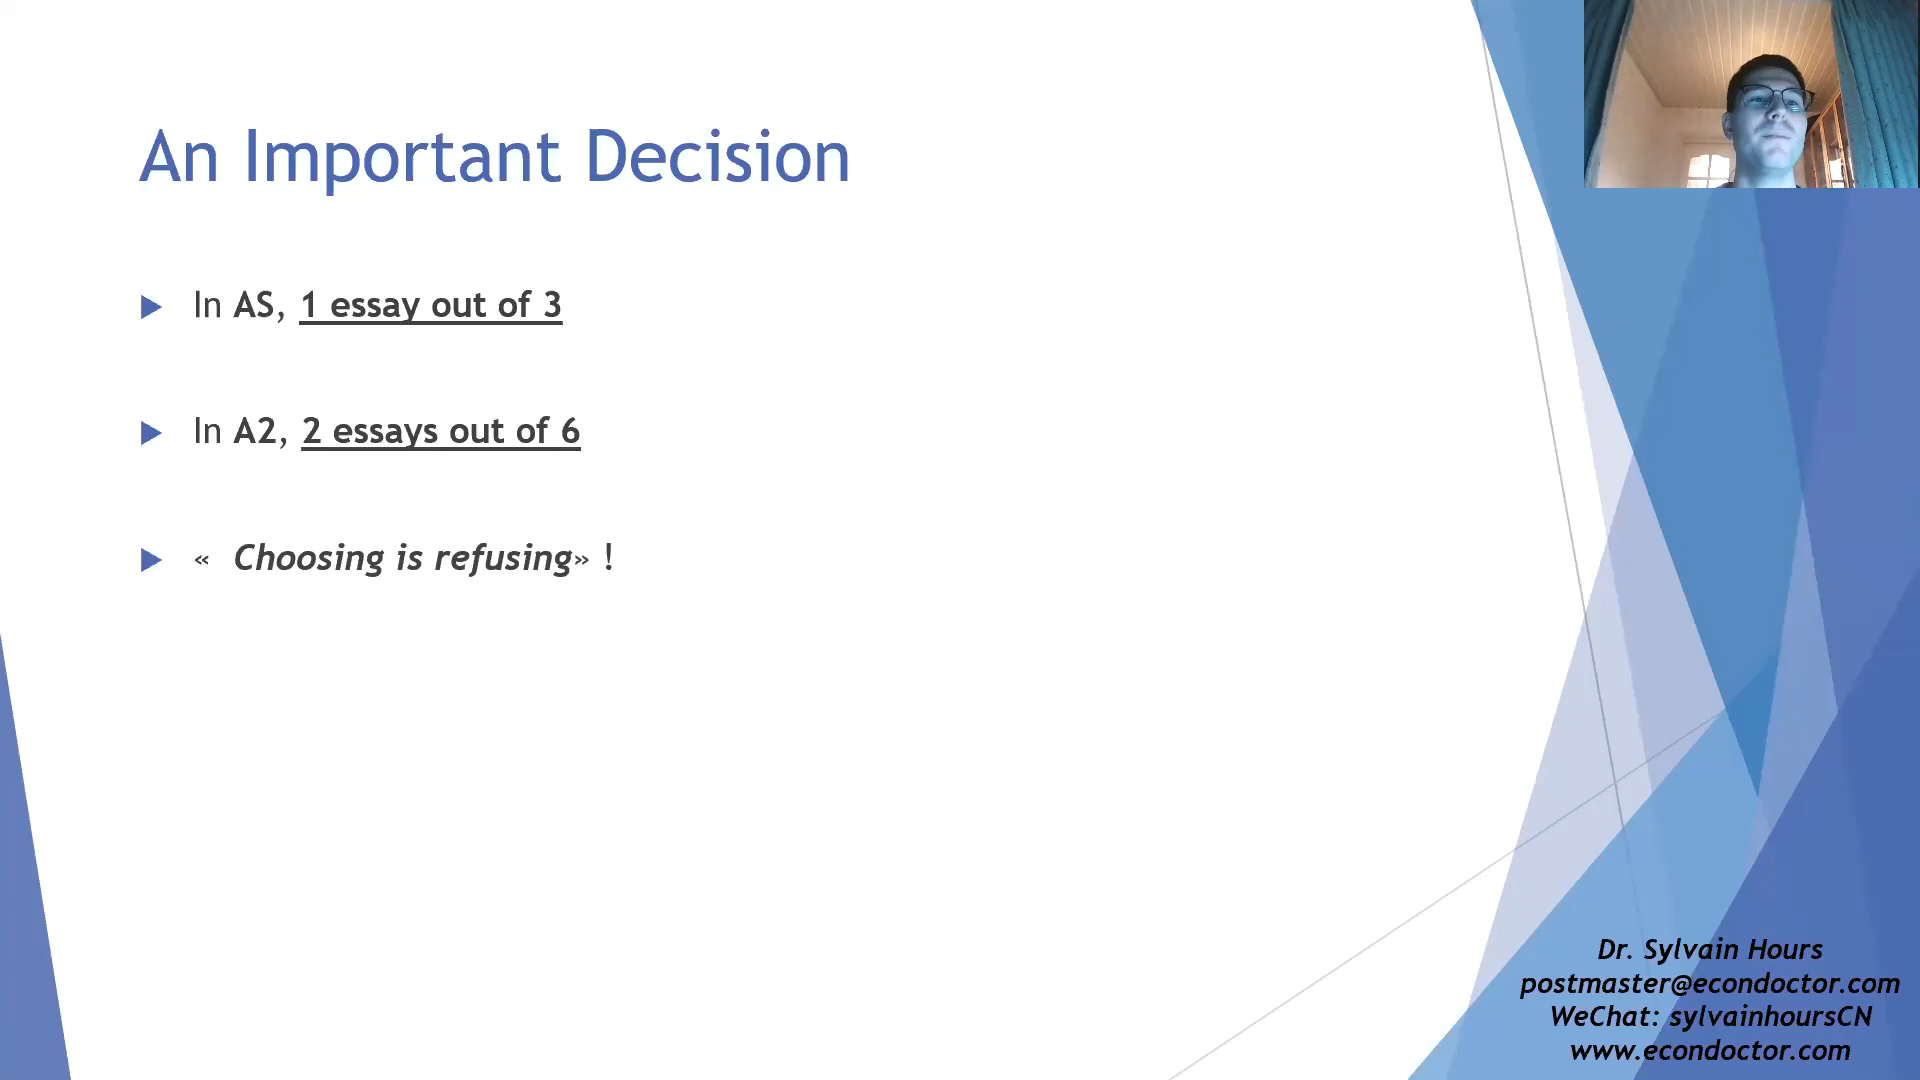 An Important Decision
In AS, 1 essay out of 3
In A2, 2 essays out of 6
« Choosing is refusing» !
Dr. Sylvain Hours
postmaster@econdoctor.com
WeChat: sylvainhoursCN
www.econdoctor.com